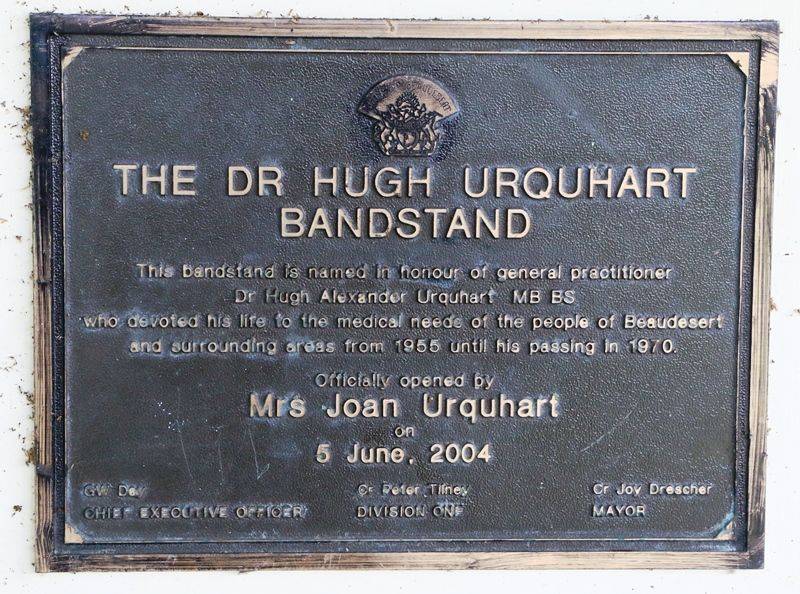 THE DR HUGH URQUHART
BANDSTAND
This bandstand is named in honour of general practitioner
Dr Hugh Alexander Urquhart MB BS
who devoted his life to the medical needs of the people of Beaudesert
and surrounding areas from 1955 until his passing in 1970.
Officially opened by
Mrs Joan Urquhart
on
5 June, 2004
GW Day
CHIEF EXECUTIVE OFFICER
Cr Peter Tilney
DIVISION ONE
Cr Joy Drescher
MAYOR